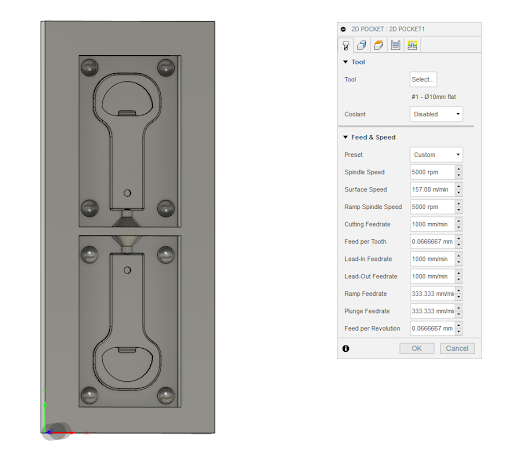 2D POCKET : 2D POCKET1
Tool
Tool Select...
#1 - Ø10mm flat
Coolant Disabled
Feed & Speed
Preset Custom
Spindle Speed 5000 rpm
Surface Speed 157.08 m/min
Ramp Spindle Speed 5000 rpm
Cutting Feedrate 1000 mm/min
Feed per Tooth 0.0666667 mm
Lead-In Feedrate 1000 mm/min
Lead-Out Feedrate 1000 mm/min
Ramp Feedrate 333.333 mm/mi
Plunge Feedrate 333.333 mm/mi
Feed per Revolution 0.0666667 mm
OK Cancel